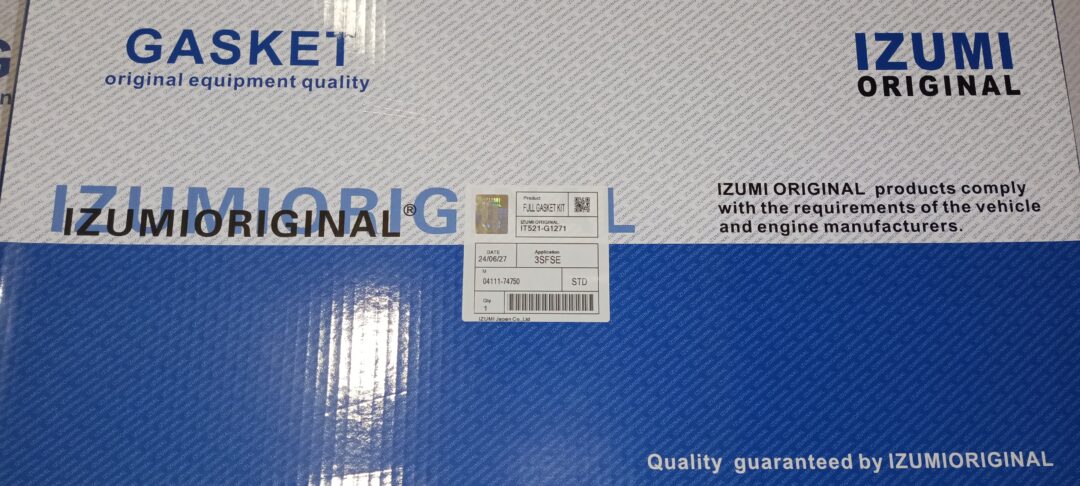 GASKET
original equipment quality
IZUMI
ORIGINAL
IZUMIORIGINAL®
IZUMI ORIGINAL products comply
with the requirements of the vehicle
and engine manufacturers.
Product
FULL GASKET KIT
IZUMI ORIGINAL
IT521-G1271
DATE
24/06/27
Application
3SFSE
M
04111-74750
STD
Qty
1
IZUMI Japan Co.,Ltd
Quality guaranteed by IZUMIORIGINAL